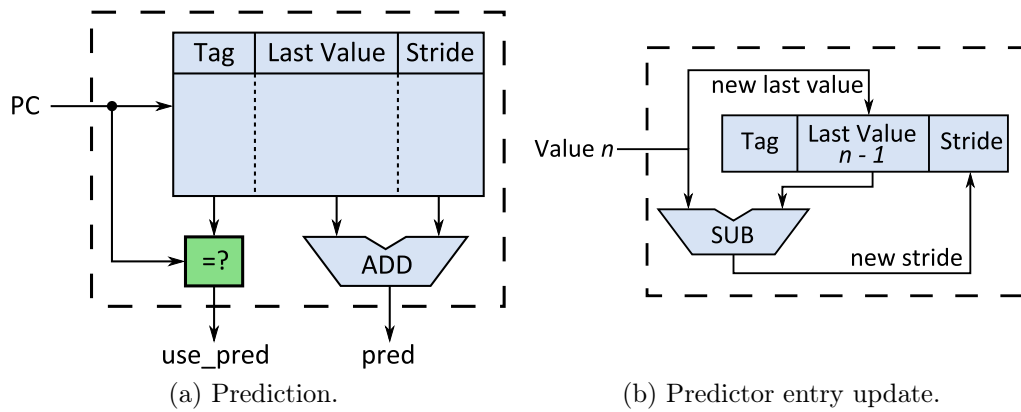 Tag Last Value Stride
PC
=?
ADD
use_pred
pred
(a) Prediction.
new last value
Value n
Tag
Last Value
n - 1
Stride
SUB
new stride
(b) Predictor entry update.